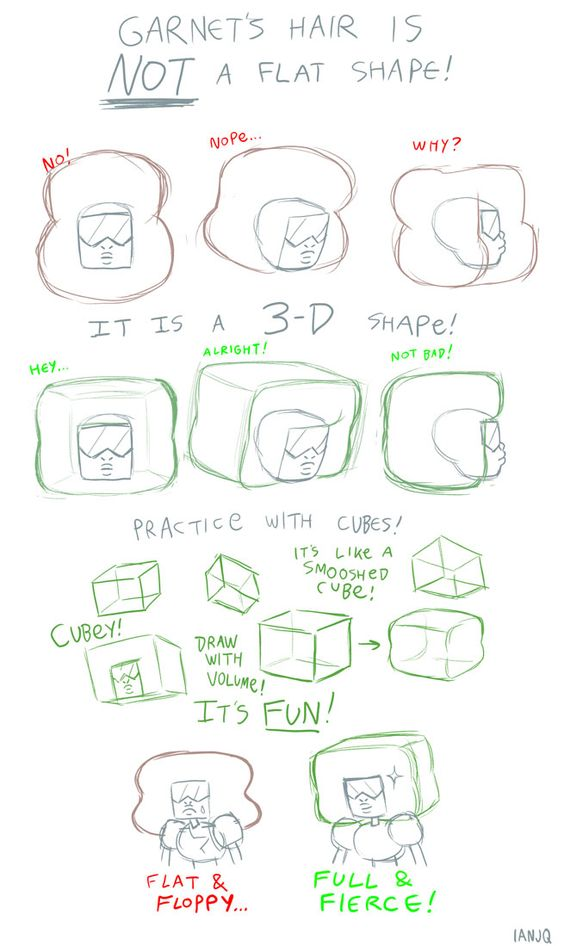 GARNET'S HAIR IS
NOT A FLAT SHAPE!
NO!
NOPE...
WHY?
IT IS A 3-D SHAPE!
HEY...
ALRIGHT!
NOT BAD!
PRACTICE WITH CUBES!
IT'S LIKE A
SMOOSHED
CUBE!
CUBEY!
DRAW
WITH
VOLUME!
IT'S FUN!
FLAT &
FLOPPY...
FULL &
FIERCE!
IANJQ